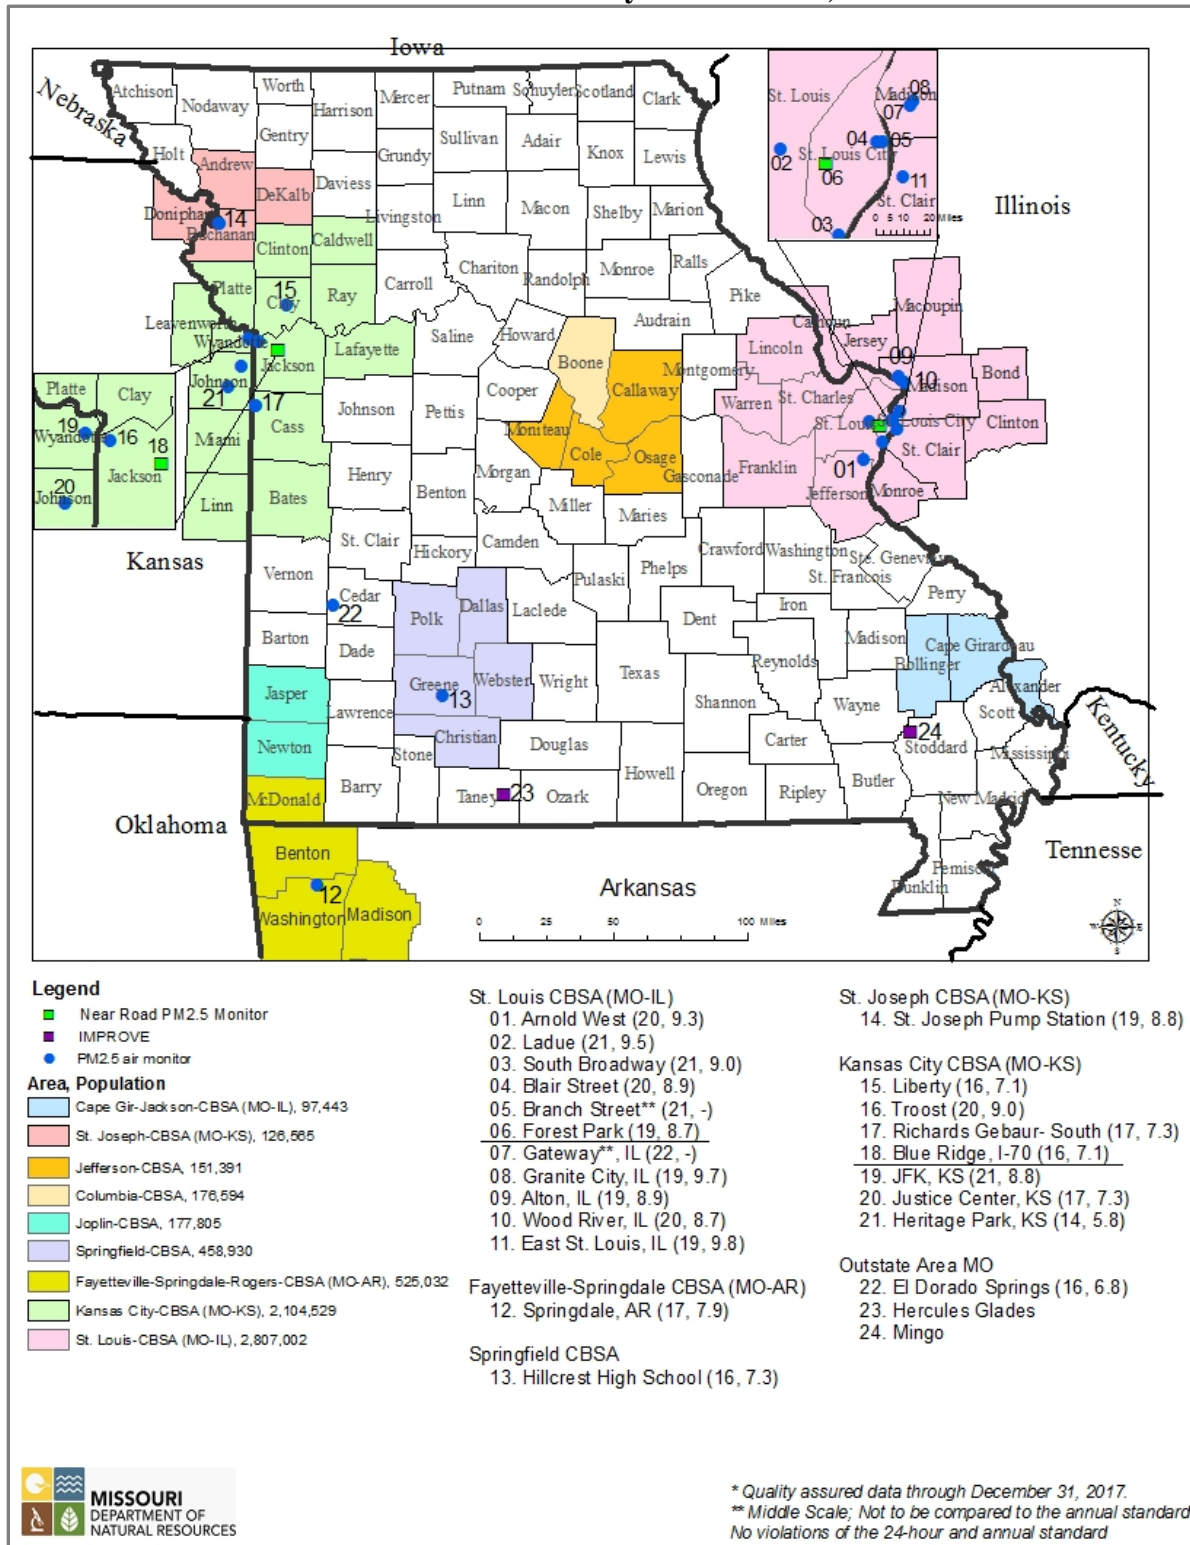 Iowa
Nebraska
Illinois
Kansas
Oklahoma
Arkansas
Kentucky
Tennesse
Atchison
Nodaway
Worth
Gentry
Harrison
Mercer
Putnam
Schuyler
Scotland
Clark
Sullivan
Adair
Knox
Lewis
Grundy
Holt
Andrew
DeKalb
Daviess
Livingston
Linn
Macon
Shelby
Marion
Doniphan
14
Buchanan
Clinton
Caldwell
Chariton
Randolph
Monroe
Ralls
Pike
Platte
15
Clay
Ray
Carroll
Audrain
Leavenworth
Wyandotte
Jackson
Lafayette
Saline
Howard
Boone
Callaway
Montgomery
Lincoln
Calhoun
Jersey
Macoupin
09
10
Madison
Bond
Johnson
21
17
Cass
Johnson
Pettis
Cooper
Moniteau
Cole
Osage
Gasconade
Warren
St. Charles
St. Louis
St. Louis City
Clinton
St. Clair
Miami
Linn
Bates
Henry
Benton
Morgan
Miller
Maries
Franklin
01
Jefferson
Monroe
St. Clair
Hickory
Camden
Pulaski
Phelps
Crawford
Washington
Ste. Genevieve
St. Francois
Perry
Vernon
Cedar
22
Polk
Dallas
Laclede
Dent
Iron
Madison
Bollinger
Cape Girardeau
Alexander
Barton
Dade
Jasper
Greene
13
Webster
Wright
Texas
Shannon
Reynolds
Wayne
Scott
Lawrence
Newton
Christian
Stone
Douglas
Howell
Carter
Butler
24
Stoddard
Mississippi
McDonald
Barry
Taney
23
Ozark
Oregon
Ripley
New Madrid
Pemiscot
Dunklin
Benton
12
Washington
Madison
St. Louis
Madison
08
07
04
05
02
St. Louis City
06
11
St. Clair
03
0 5 10 20 Miles
Platte
Clay
19
Wyandotte
16
18
Jackson
20
Johnson
0 25 50 100 Miles
N
W E
S
Legend
Near Road PM2.5 Monitor
IMPROVE
PM2.5 air monitor
Area, Population
Cape Gir-Jackson-CBSA (MO-IL), 97,443
St. Joseph-CBSA (MO-KS), 126,565
Jefferson-CBSA, 151,391
Columbia-CBSA, 176,594
Joplin-CBSA, 177,805
Springfield-CBSA, 458,930
Fayetteville-Springdale-Rogers-CBSA (MO-AR), 525,032
Kansas City-CBSA (MO-KS), 2,104,529
St. Louis-CBSA (MO-IL), 2,807,002
St. Louis CBSA (MO-IL)
01. Arnold West (20, 9.3)
02. Ladue (21, 9.5)
03. South Broadway (21, 9.0)
04. Blair Street (20, 8.9)
05. Branch Street** (21, -)
06. Forest Park (19, 8.7)
07. Gateway**, IL (22, -)
08. Granite City, IL (19, 9.7)
09. Alton, IL (19, 8.9)
10. Wood River, IL (20, 8.7)
11. East St. Louis, IL (19, 9.8)
Fayetteville-Springdale CBSA (MO-AR)
12. Springdale, AR (17, 7.9)
Springfield CBSA
13. Hillcrest High School (16, 7.3)
St. Joseph CBSA (MO-KS)
14. St. Joseph Pump Station (19, 8.8)
Kansas City CBSA (MO-KS)
15. Liberty (16, 7.1)
16. Troost (20, 9.0)
17. Richards Gebaur- South (17, 7.3)
18. Blue Ridge, I-70 (16, 7.1)
19. JFK, KS (21, 8.8)
20. Justice Center, KS (17, 7.3)
21. Heritage Park, KS (14, 5.8)
Outstate Area MO
22. El Dorado Springs (16, 6.8)
23. Hercules Glades
24. Mingo
MISSOURI
DEPARTMENT OF
NATURAL RESOURCES
* Quality assured data through December 31, 2017.
** Middle Scale; Not to be compared to the annual standard
No violations of the 24-hour and annual standard